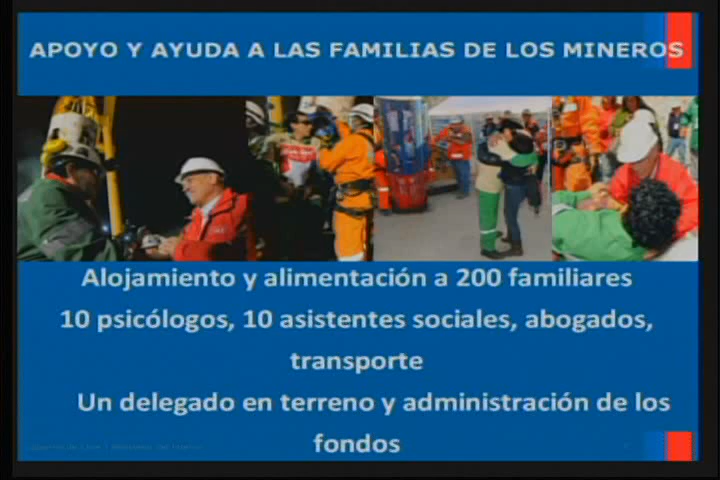 APOYO Y AYUDA A LAS FAMILIAS DE LOS MINEROS
Alojamiento y alimentación a 200 familiares
10 psicólogos, 10 asistentes sociales, abogados,
transporte
Un delegado en terreno y administración de los
fondos